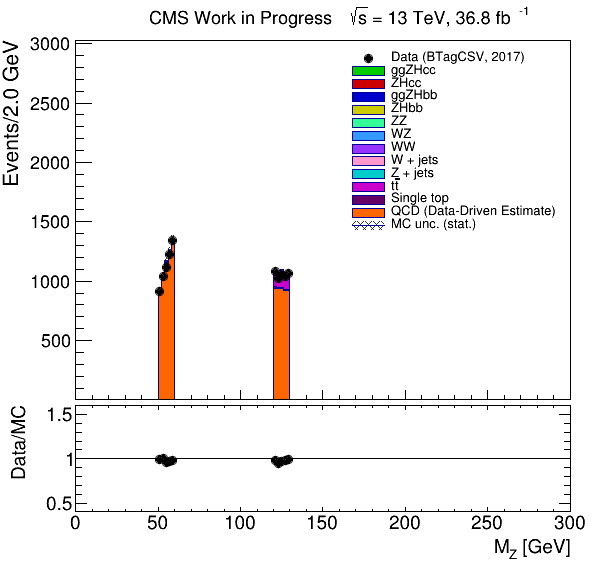 CMS Work in Progress √s = 13 TeV, 36.8 fb⁻¹
Events/2.0 GeV
3000
2500
2000
1500
1000
500
Data (BTagCSV, 2017)
ggZHcc
ZHcc
ggZHbb
ZHbb
ZZ
WZ
WW
W + jets
Z + jets
tt̅
Single top
QCD (Data-Driven Estimate)
MC unc. (stat.)
Data/MC
1.5
1
0.5
0 50 100 150 200 250 300
M_Z [GeV]